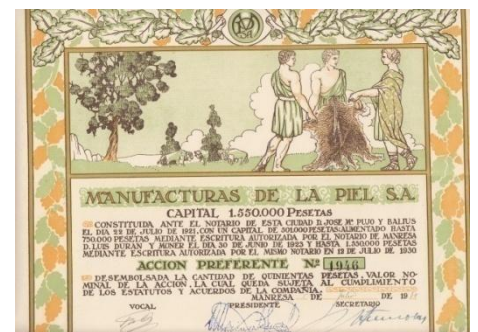 MANUFACTURAS DE LA PIEL S.A.
CAPITAL 1.550.000 PESETAS
CONSTITUIDA ANTE EL NOTARIO DE ESTA CIUDAD D. JOSE Mª PUJO Y BALIUS
EL DIA 22 DE JULIO DE 1921, CON UN CAPITAL DE 301.000 PESETAS, AUMENTADO HASTA
750.000 PESETAS MEDIANTE ESCRITURA AUTORIZADA POR EL NOTARIO DE MANRESA
D. LUIS DURAN Y MINER EL DIA 30 DE JUNIO DE 1923 Y HASTA 1.550.000 PESETAS
MEDIANTE ESCRITURA AUTORIZADA POR EL MISMO NOTARIO EN 12 DE JULIO DE 1930
ACCION PREFERENTE Nº 1946
DESEMBOLSADA LA CANTIDAD DE QUINIENTAS PESETAS, VALOR NO-
MINAL DE LA ACCION, LA CUAL QUEDA SUJETA AL CUMPLIMIENTO
DE LOS ESTATUTOS Y ACUERDOS DE LA COMPAÑIA.
MANRESA DE DE 19
VOCAL PRESIDENTE SECRETARIO